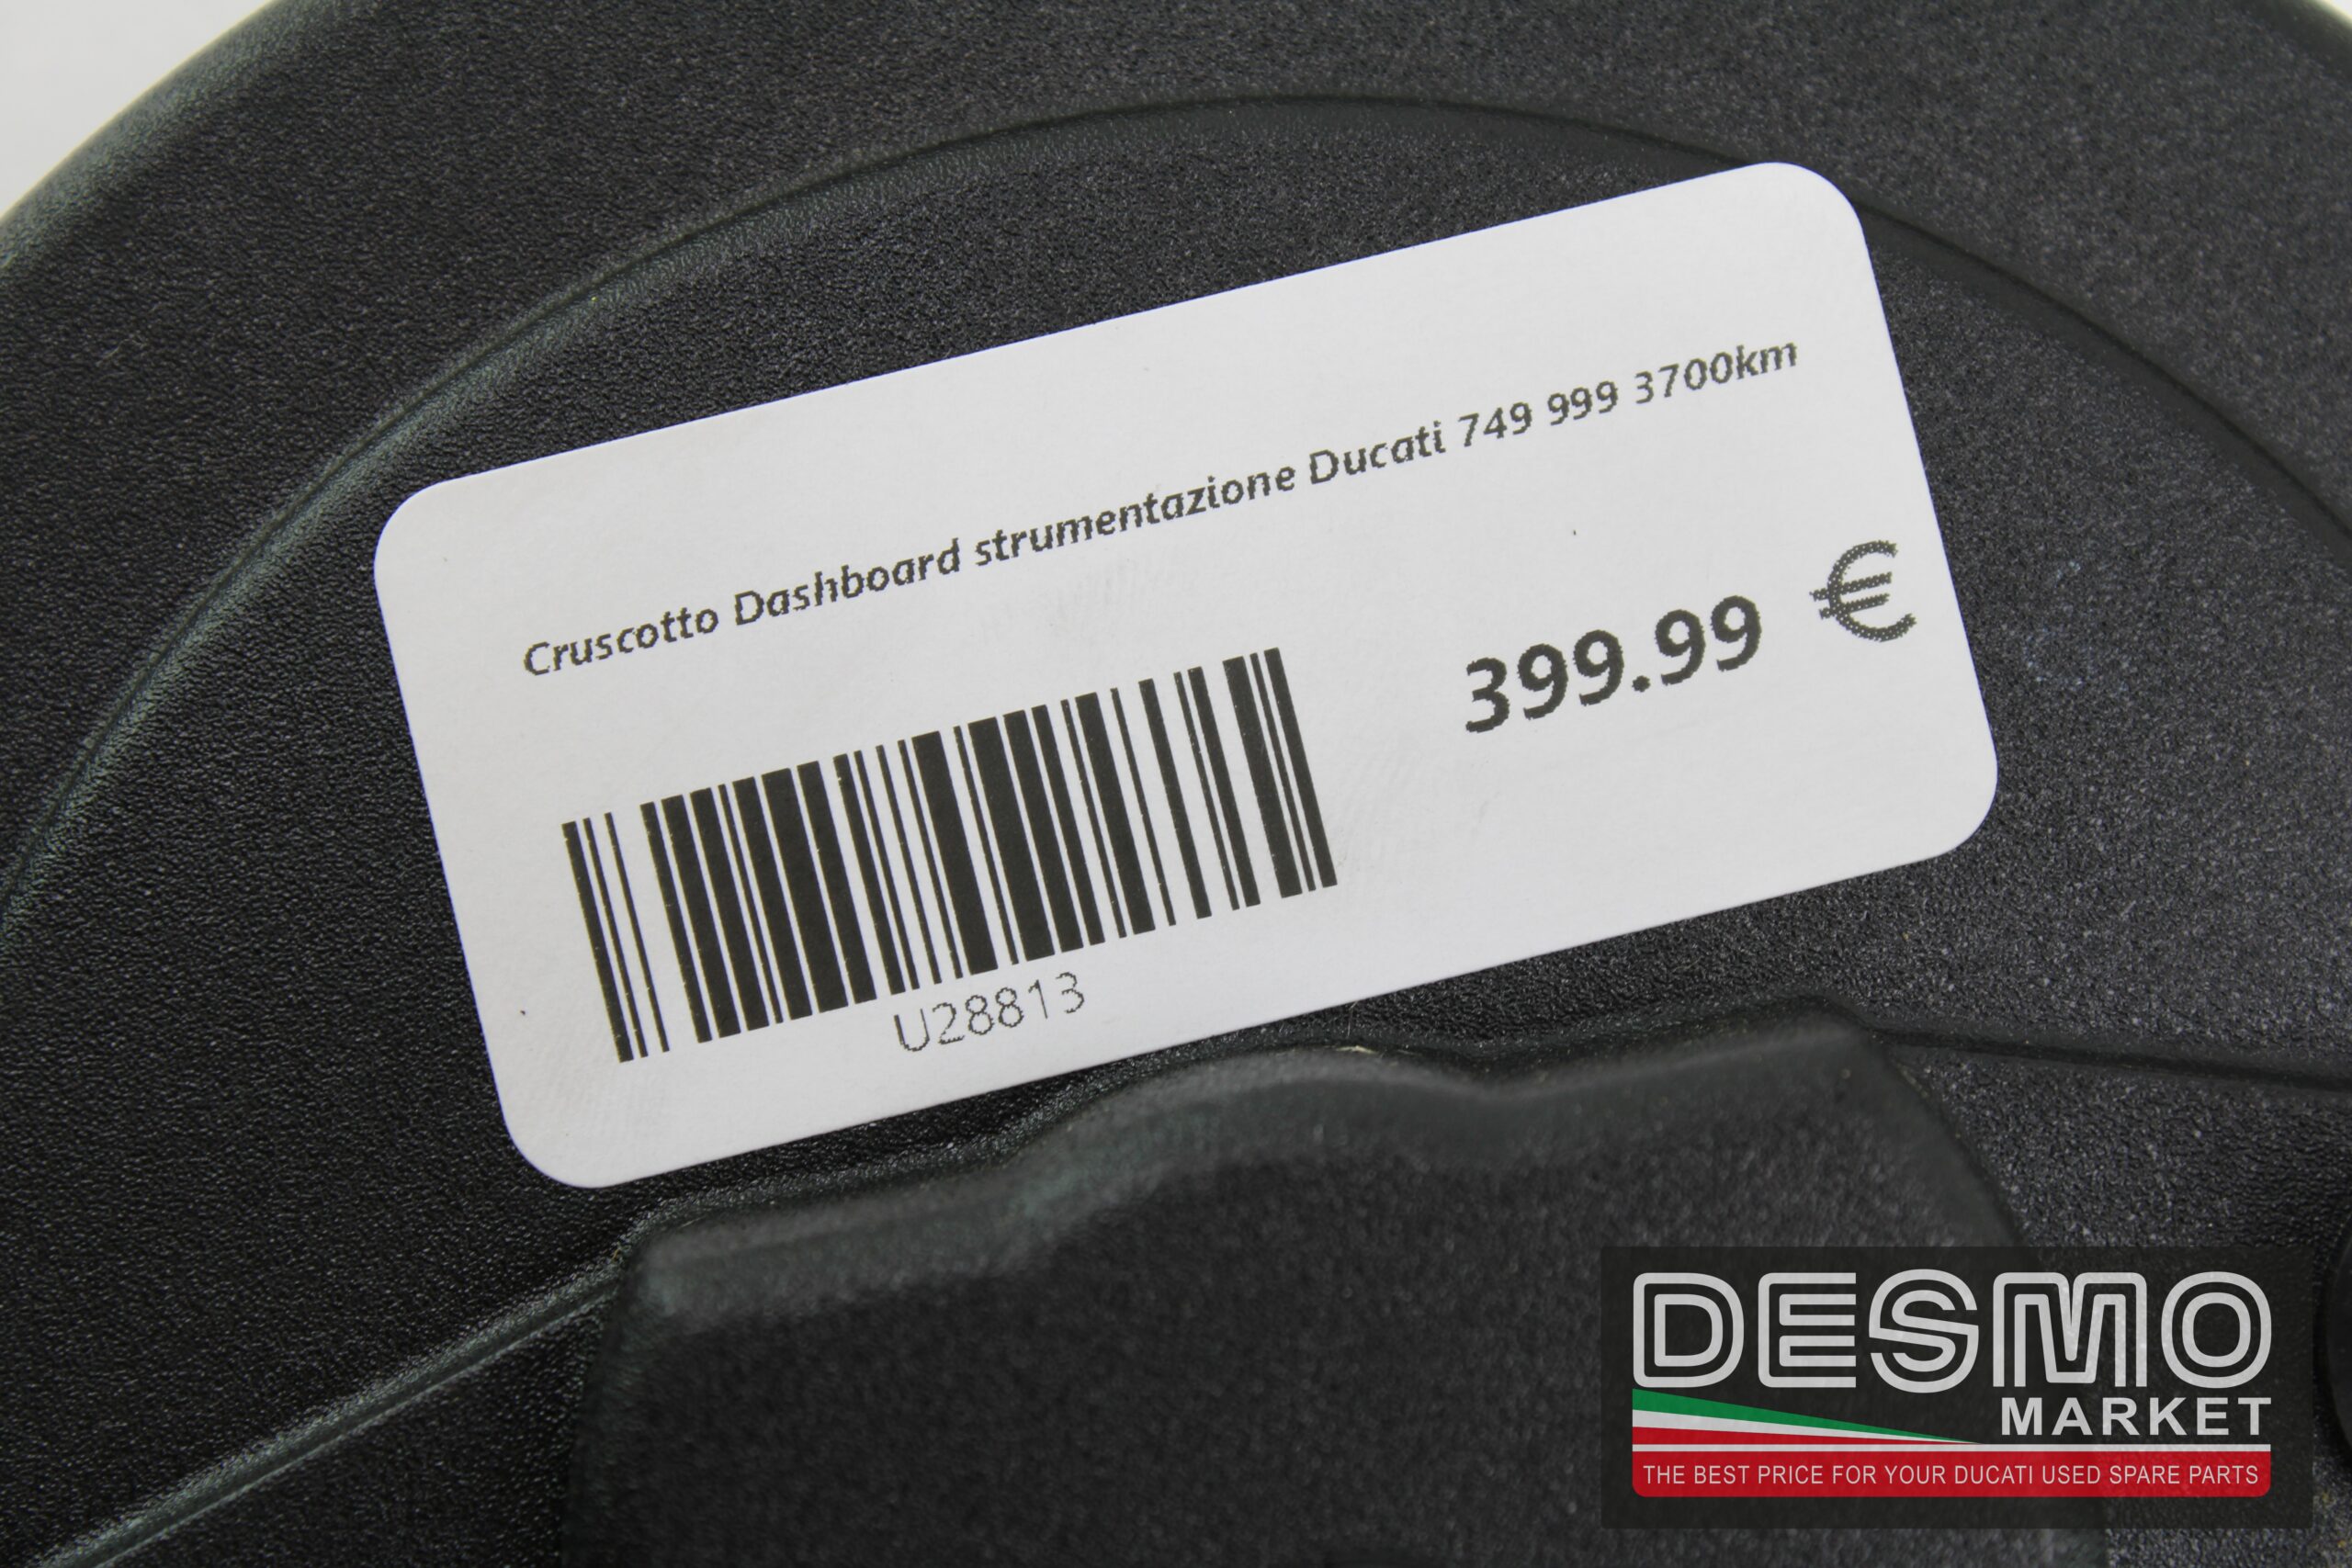 Cruscotto Dashboard strumentazione Ducati 749 999 3700km
399.99 €
U28813
DESMO
MARKET
THE BEST PRICE FOR YOUR DUCATI USED SPARE PARTS